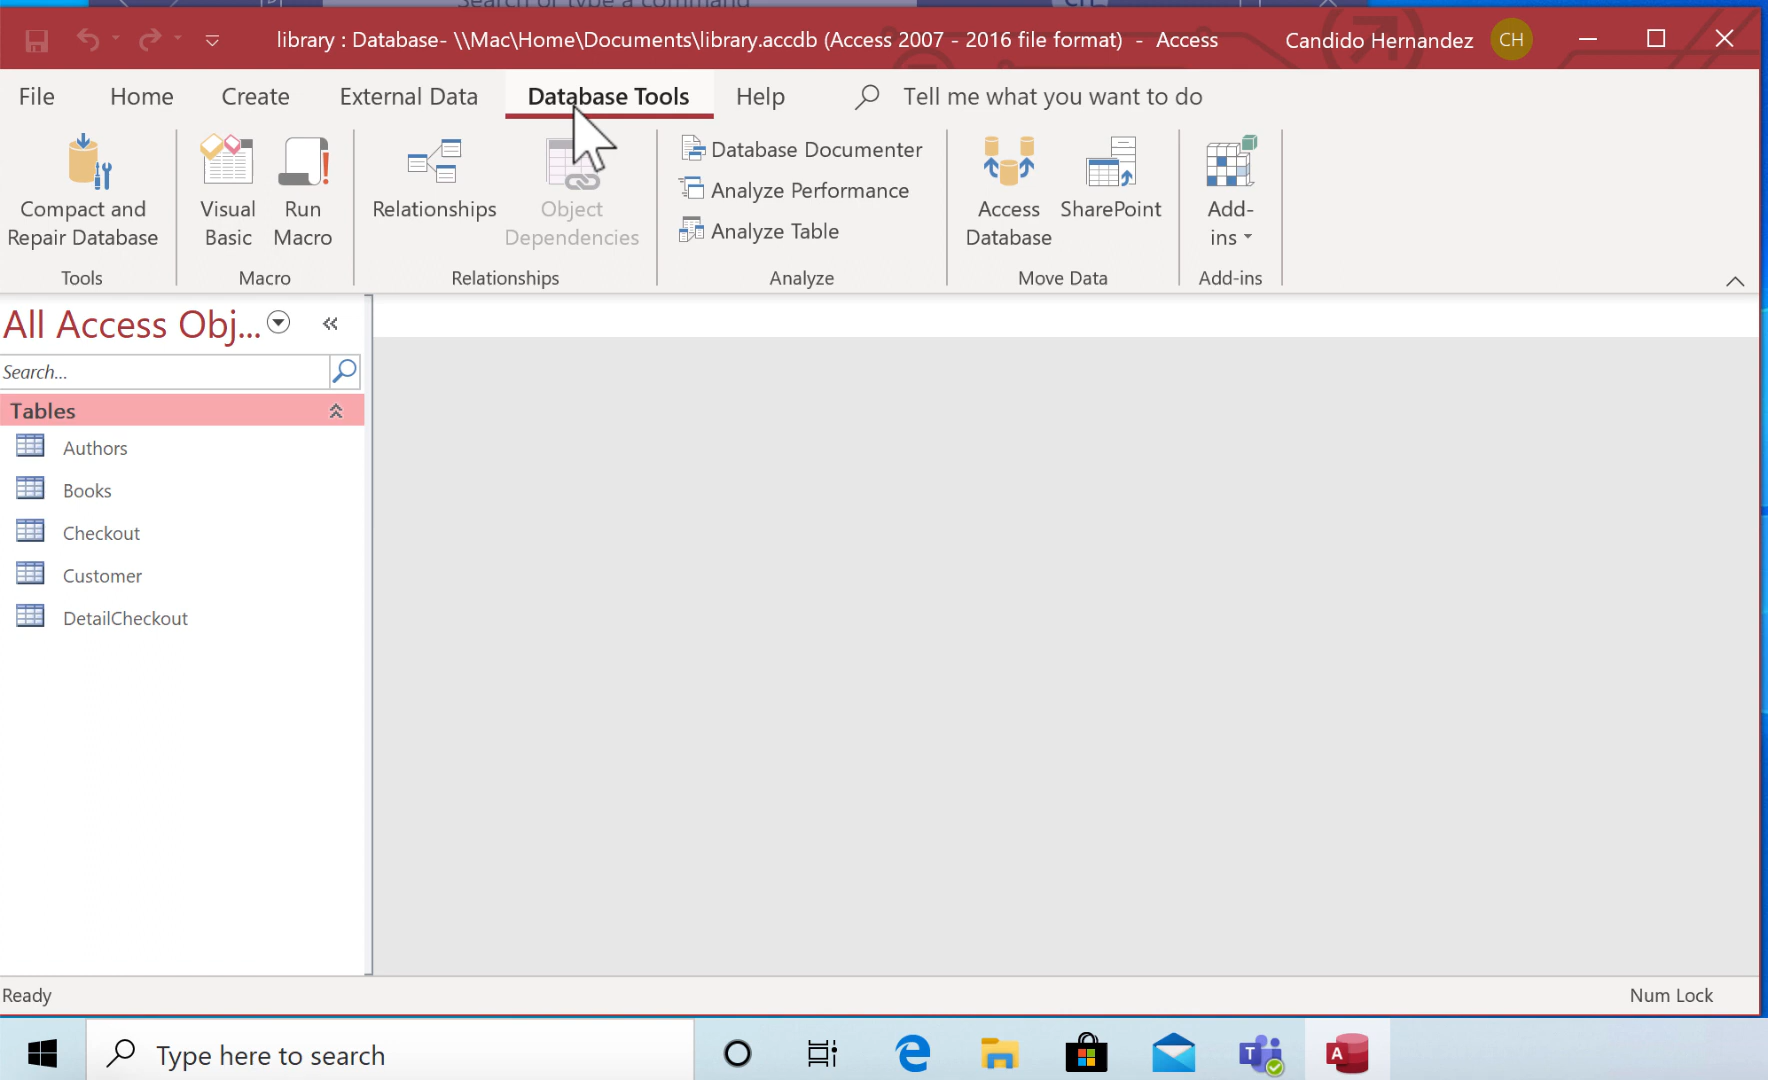 library : Database- \\Mac\Home\Documents\library.accdb (Access 2007 - 2016 file format) - Access
Candido Hernandez CH
File Home Create External Data Database Tools Help Tell me what you want to do
Compact and
Repair Database
Visual
Basic
Run
Macro
Relationships
Object
Dependencies
Database Documenter
Analyze Performance
Analyze Table
Access
Database
SharePoint
Add-
ins
Tools Macro Relationships Analyze Move Data Add-ins
All Access Obj...
Search...
Tables
Authors
Books
Checkout
Customer
DetailCheckout
Ready Num Lock
Type here to search